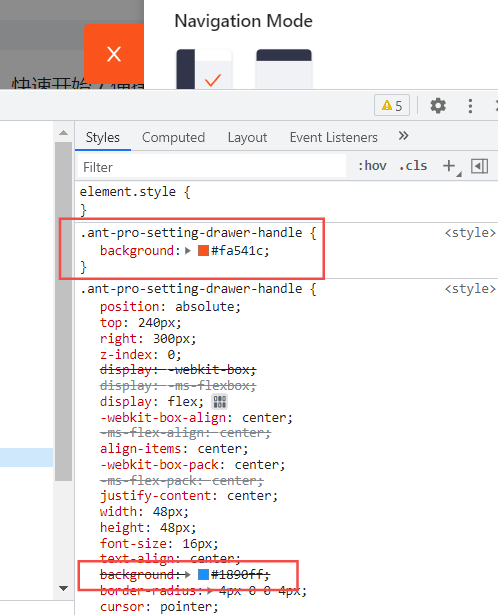 Navigation Mode
快速开始
5
Styles Computed Layout Event Listeners »
Filter :hov .cls +
element.style {
}
.ant-pro-setting-drawer-handle { <style>
background: #fa541c;
}
.ant-pro-setting-drawer-handle { <style>
position: absolute;
top: 240px;
right: 300px;
z-index: 0;
display: -webkit-box;
display: -ms-flexbox;
display: flex;
-webkit-box-align: center;
-ms-flex-align: center;
align-items: center;
-webkit-box-pack: center;
-ms-flex-pack: center;
justify-content: center;
width: 48px;
height: 48px;
font-size: 16px;
text-align: center;
background: #1890ff;
border-radius: 4px 0 0 4px;
cursor: pointer;